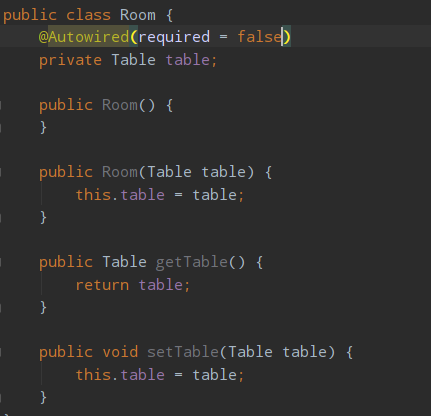 public class Room {
    @Autowired(required = false)
    private Table table;
    public Room() {
    }
    public Room(Table table) {
        this.table = table;
    }
    public Table getTable() {
        return table;
    }
    public void setTable(Table table) {
        this.table = table;
    }
}